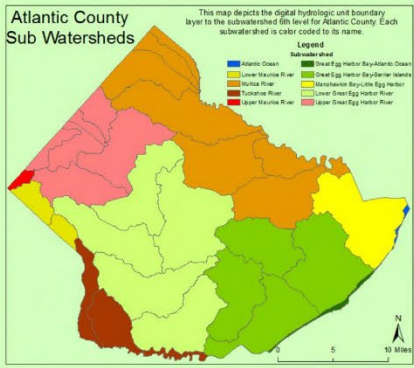 Atlantic County
Sub Watersheds
This map depicts the digital hydrologic unit boundary
layer to the subwatershed 6th level for Atlantic County. Each
subwatershed is color coded to its name.
Legend
Subwatershed
Atlantic Ocean
Lower Maurice River
Mullica River
Tuckahoe River
Upper Maurice River
Great Egg Harbor Bay-Atlantic Ocean
Great Egg Harbor Bay-Barrier Islands
Manahawkin Bay-Little Egg Harbor
Lower Great Egg Harbor River
Upper Great Egg Harbor River
N
0 5 10 Miles